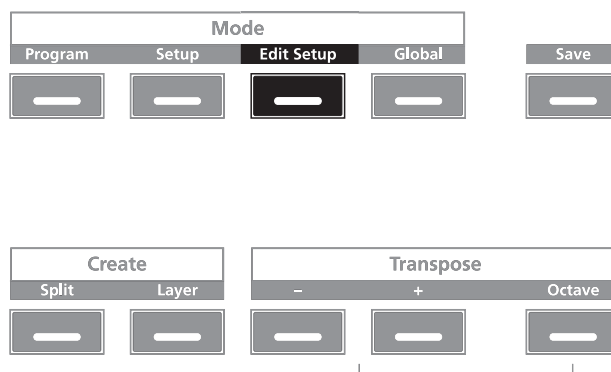 Mode
Program Setup Edit Setup Global Save
Create Transpose
Split Layer – + Octave